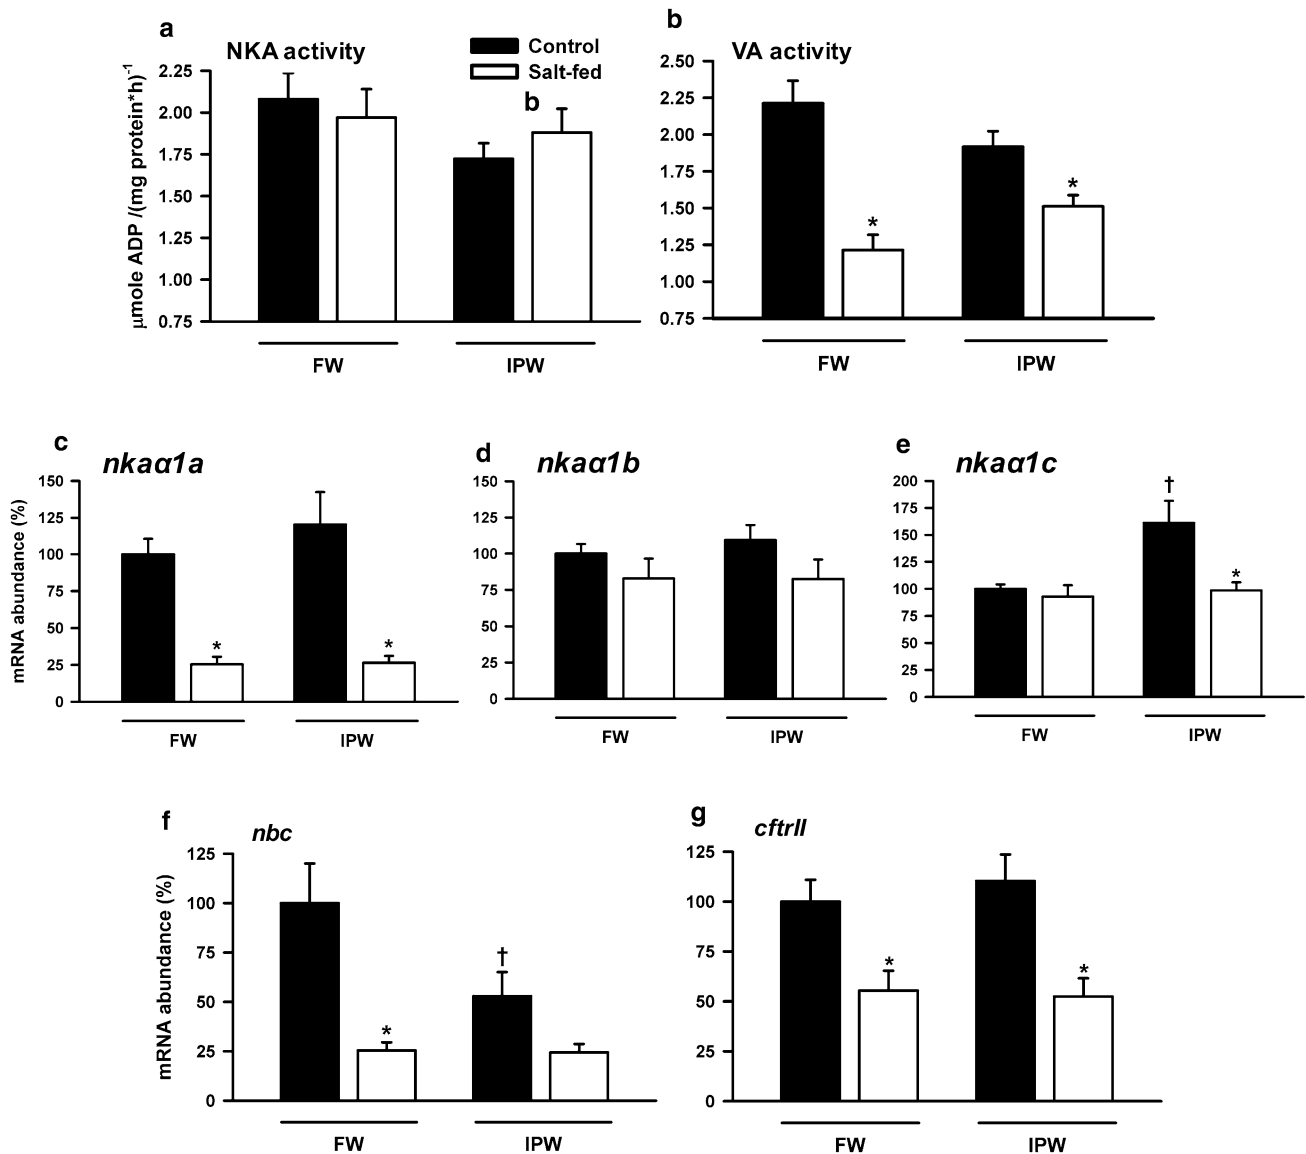 a
NKA activity
Control
Salt-fed
b
2.25
2.00
1.75
1.50
1.25
1.00
0.75
µmole ADP /(mg protein*h)-1
FW
IPW
b
VA activity
2.50
2.25
2.00
1.75
1.50
1.25
1.00
0.75
*
*
FW
IPW
c
nkaα1a
150
125
100
75
50
25
0
mRNA abundance (%)
*
*
FW
IPW
d
nkaα1b
150
125
100
75
50
25
0
FW
IPW
e
nkaα1c
200
175
150
125
100
75
50
25
0
†
*
FW
IPW
f
nbc
125
100
75
50
25
0
mRNA abundance (%)
*
†
FW
IPW
g
cftrII
125
100
75
50
25
0
*
*
FW
IPW